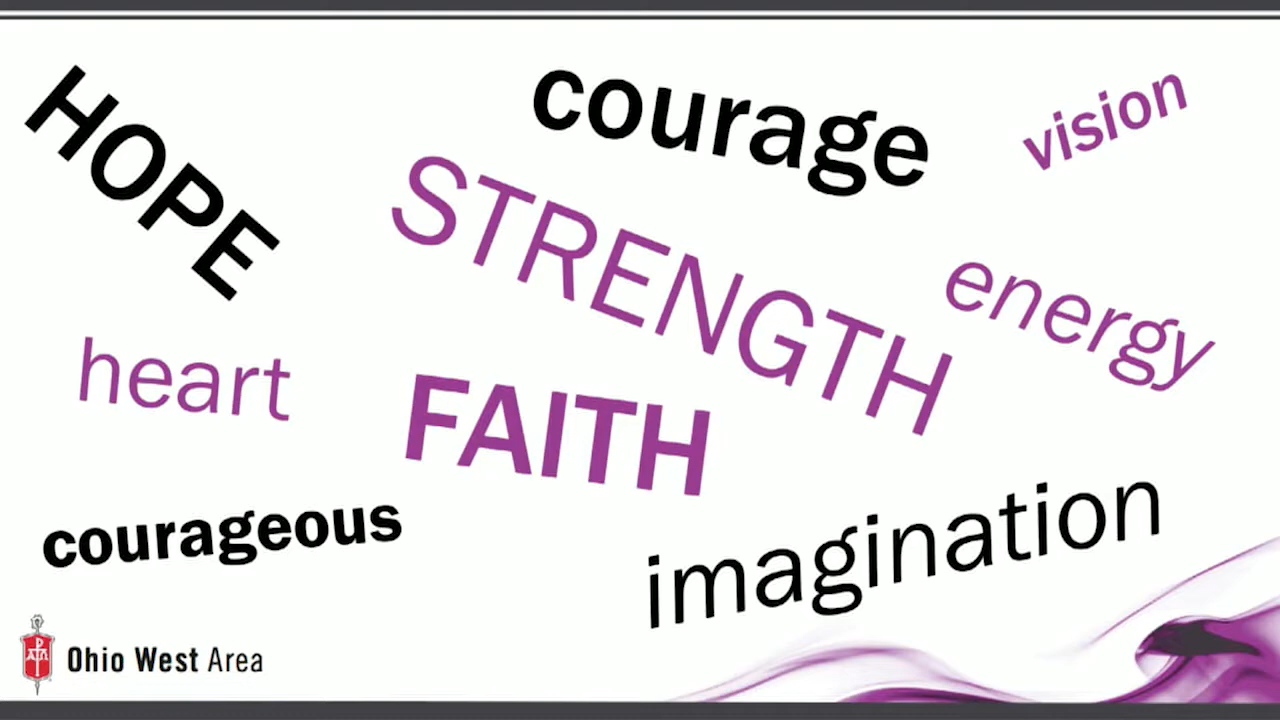 HOPE
courage
vision
STRENGTH
energy
heart
FAITH
courageous
imagination
Ohio West Area